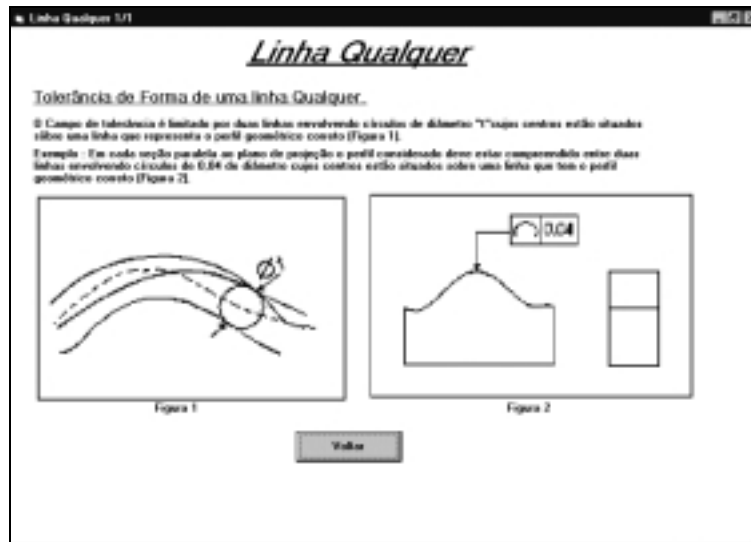 Linha Qualquer 1/1
Linha Qualquer
Tolerância de Forma de uma linha Qualquer.
O Campo de tolerância é limitado por duas linhas envolvendo círculos de diâmetro "t"cujos centros estão situados
sôbre uma linha que representa o perfil geométrico correto (Figura 1).
Exemplo : Em cada seção paralela ao plano de projeção o perfil considerado deve estar compreendido entre duas
linhas envolvendo círculos de 0.04 de diâmetro cujos centros estão situados sobre uma linha que tem o perfil
geométrico correto (Figura 2).
0.04
Figura 1
Figura 2
Voltar